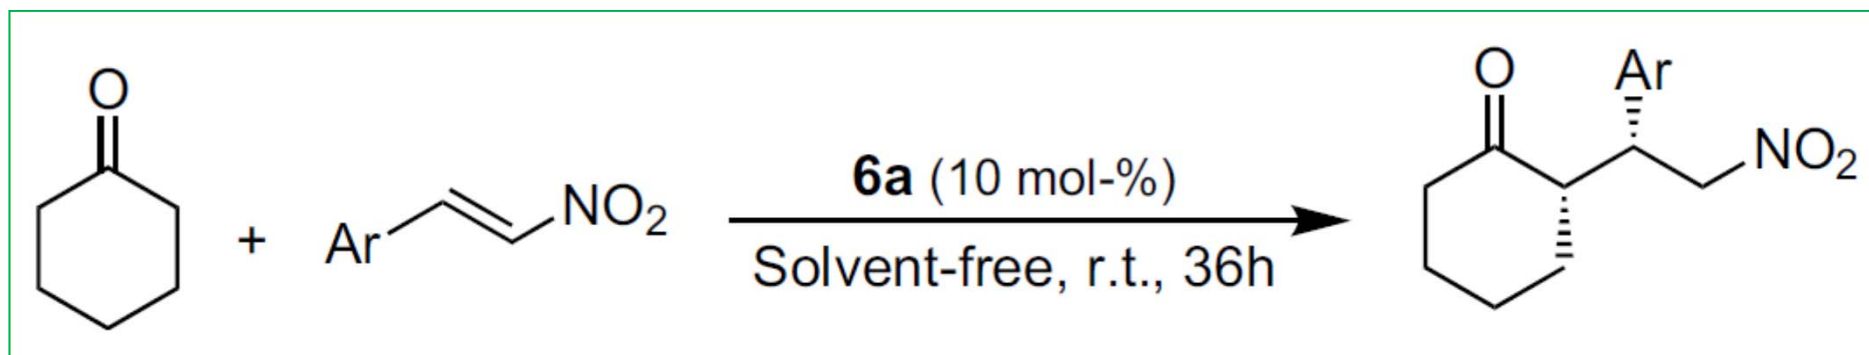 O
+
Ar
NO2
6a (10 mol-%)
Solvent-free, r.t., 36h
O
Ar
NO2